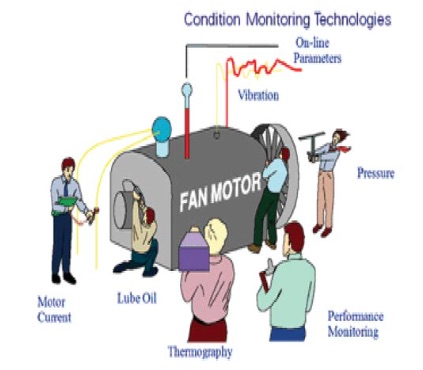 Condition Monitoring Technologies
On-line
Parameters
Vibration
FAN MOTOR
Pressure
Motor
Current
Lube Oil
Thermography
Performance
Monitoring